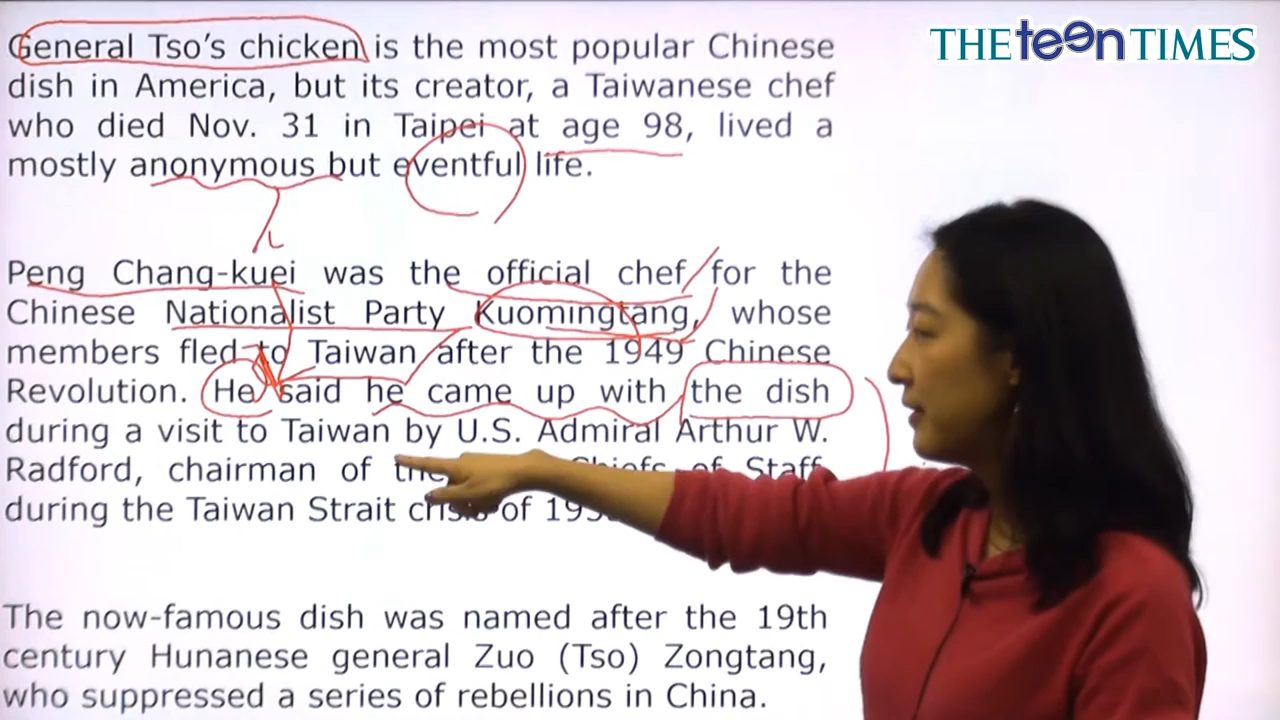 THE teen TIMES
General Tso's chicken is the most popular Chinese
dish in America, but its creator, a Taiwanese chef
who died Nov. 31 in Taipei at age 98, lived a
mostly anonymous but eventful life.
Peng Chang-kuei was the official chef for the
Chinese Nationalist Party Kuomingtang, whose
members fled to Taiwan after the 1949 Chinese
Revolution. He said he came up with the dish
during a visit to Taiwan by U.S. Admiral Arthur W.
Radford, chairman of the Chiefs of Staff
during the Taiwan Strait crisis of
The now-famous dish was named after the 19th
century Hunanese general Zuo (Tso) Zongtang,
who suppressed a series of rebellions in China.